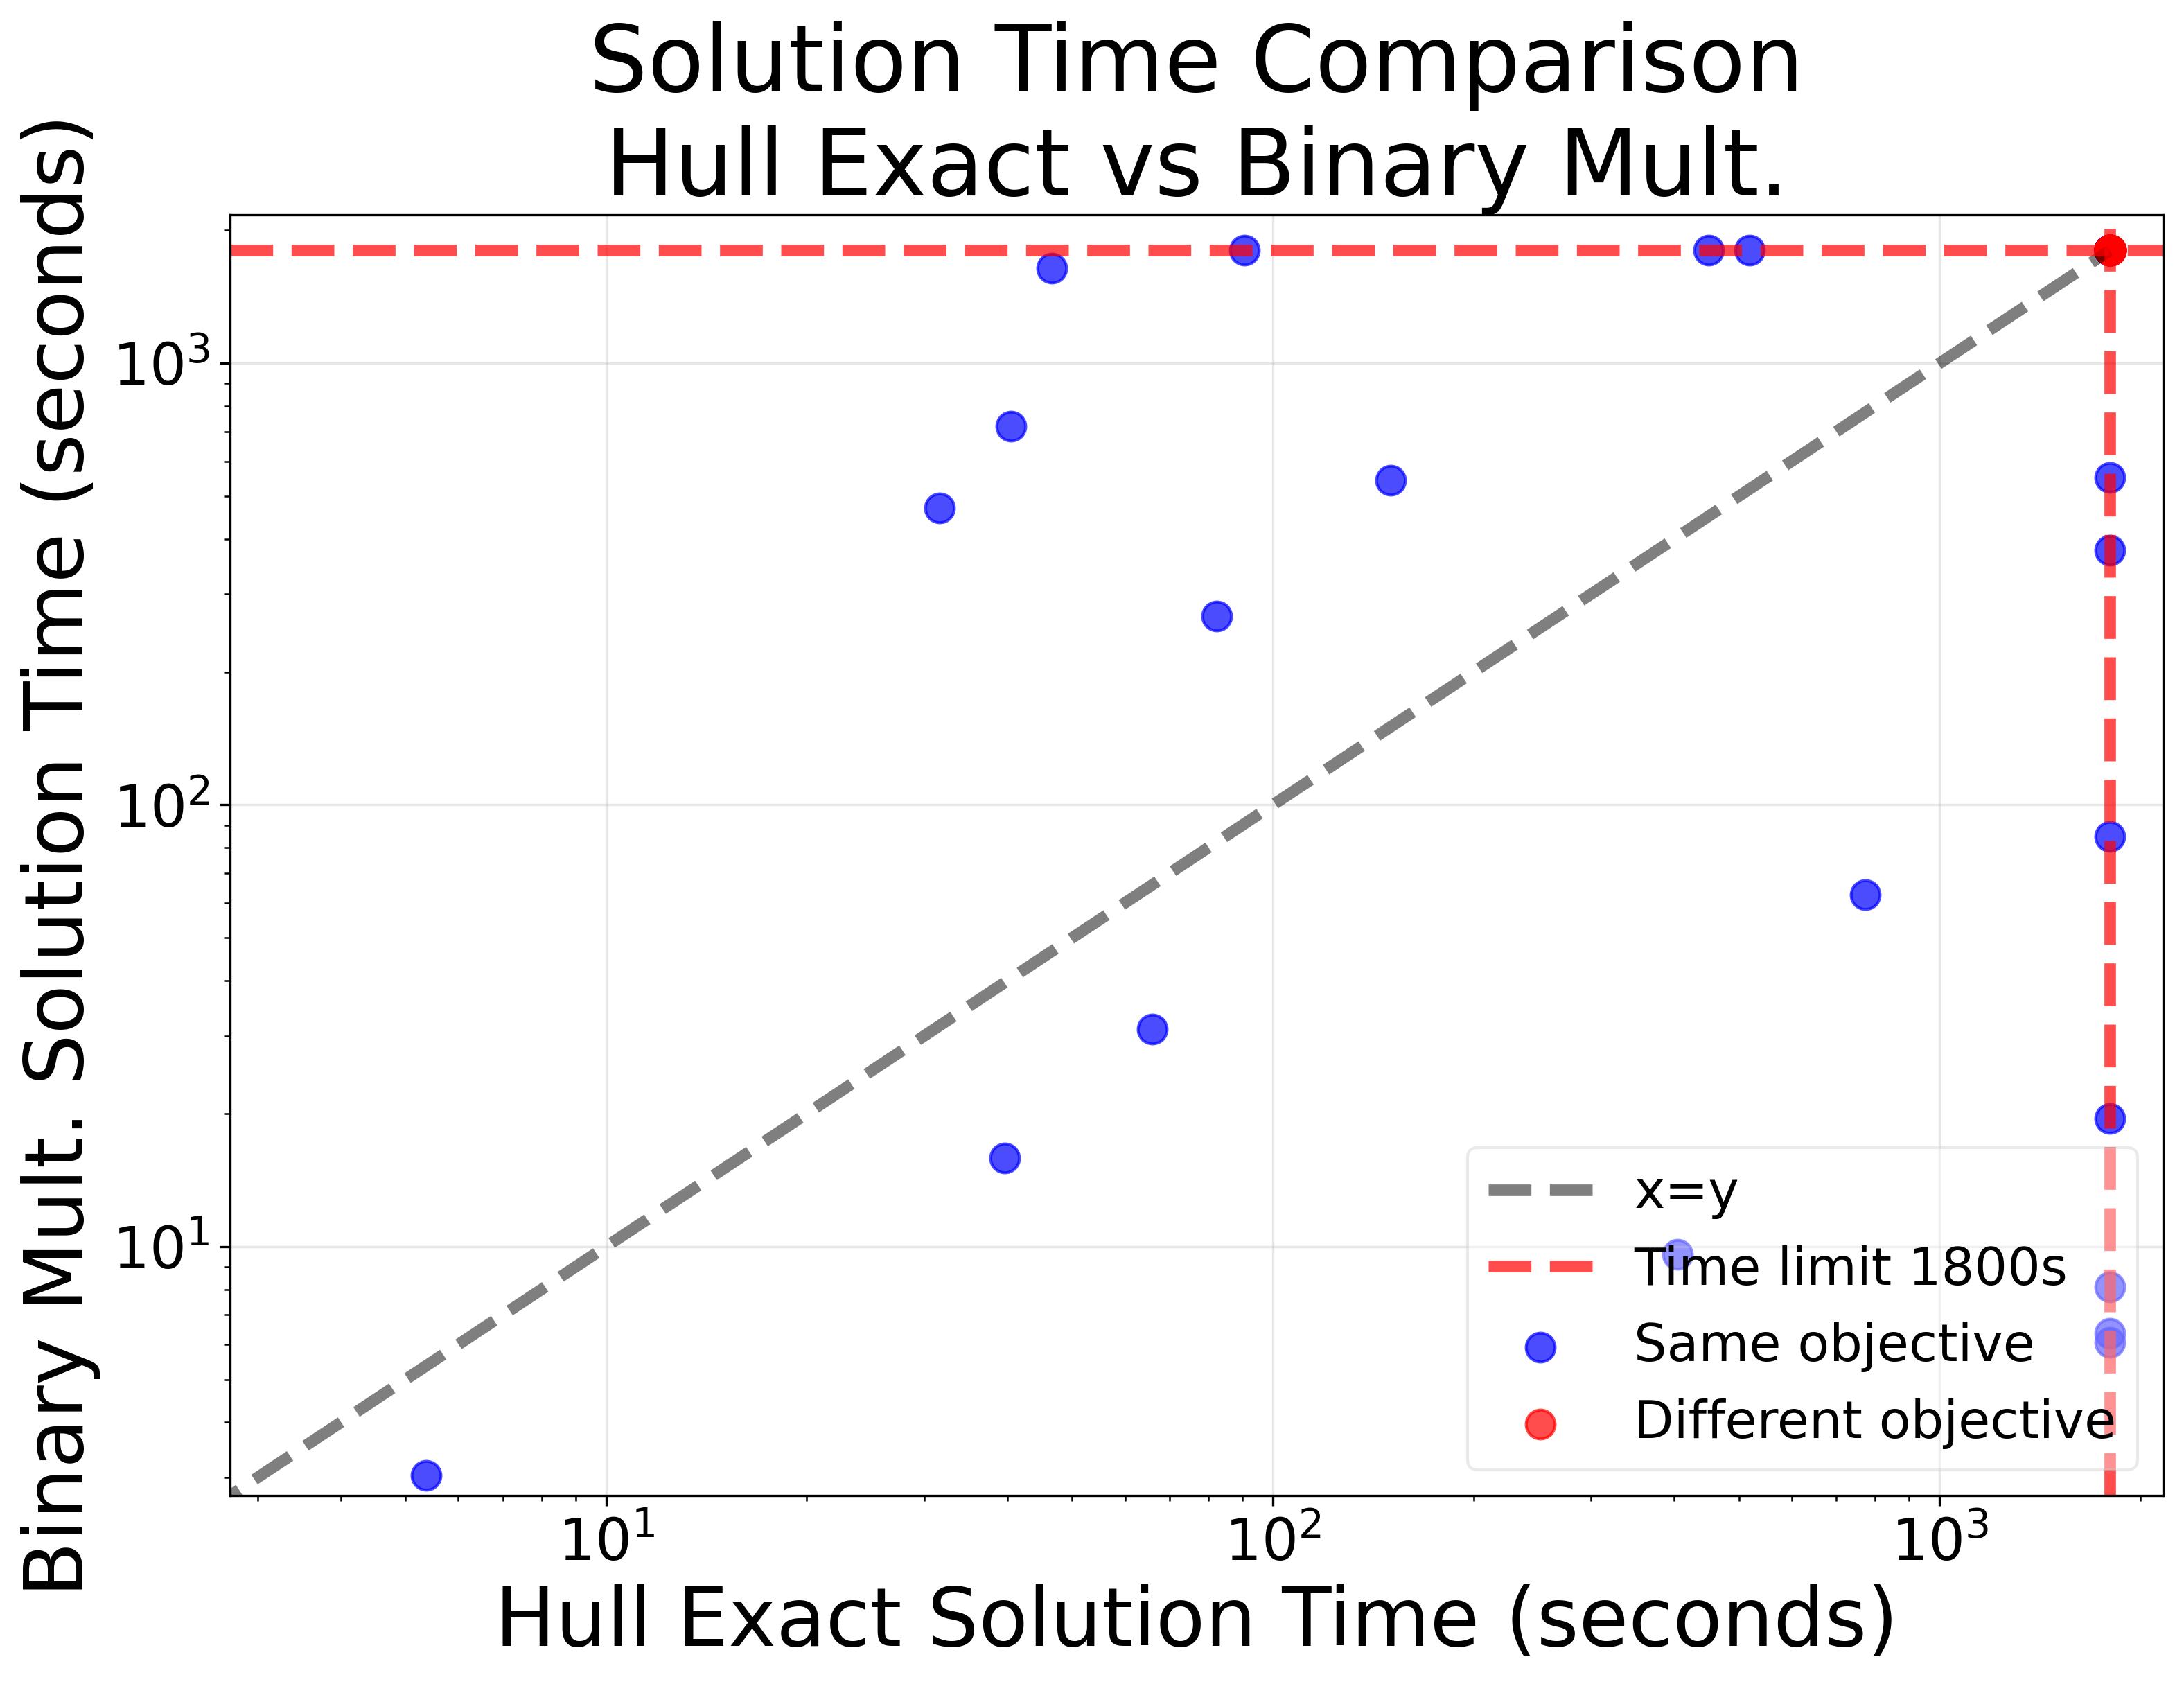 Solution Time Comparison
Hull Exact vs Binary Mult.
Binary Mult. Solution Time (seconds)
10³
10²
10¹
x=y
Time limit 1800s
Same objective
Different objective
10¹ 10² 10³
Hull Exact Solution Time (seconds)